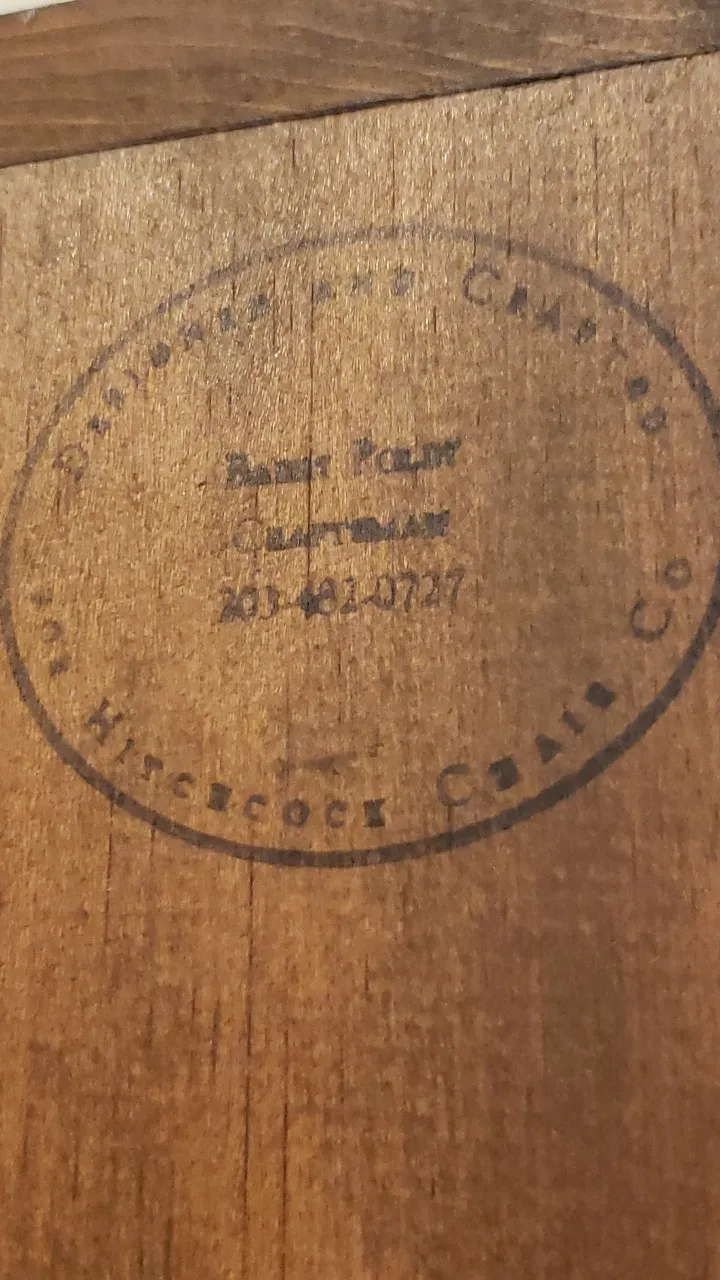 Designed and Crafted
Craftsman
203-482-0727
for Hitchcock Chair Co